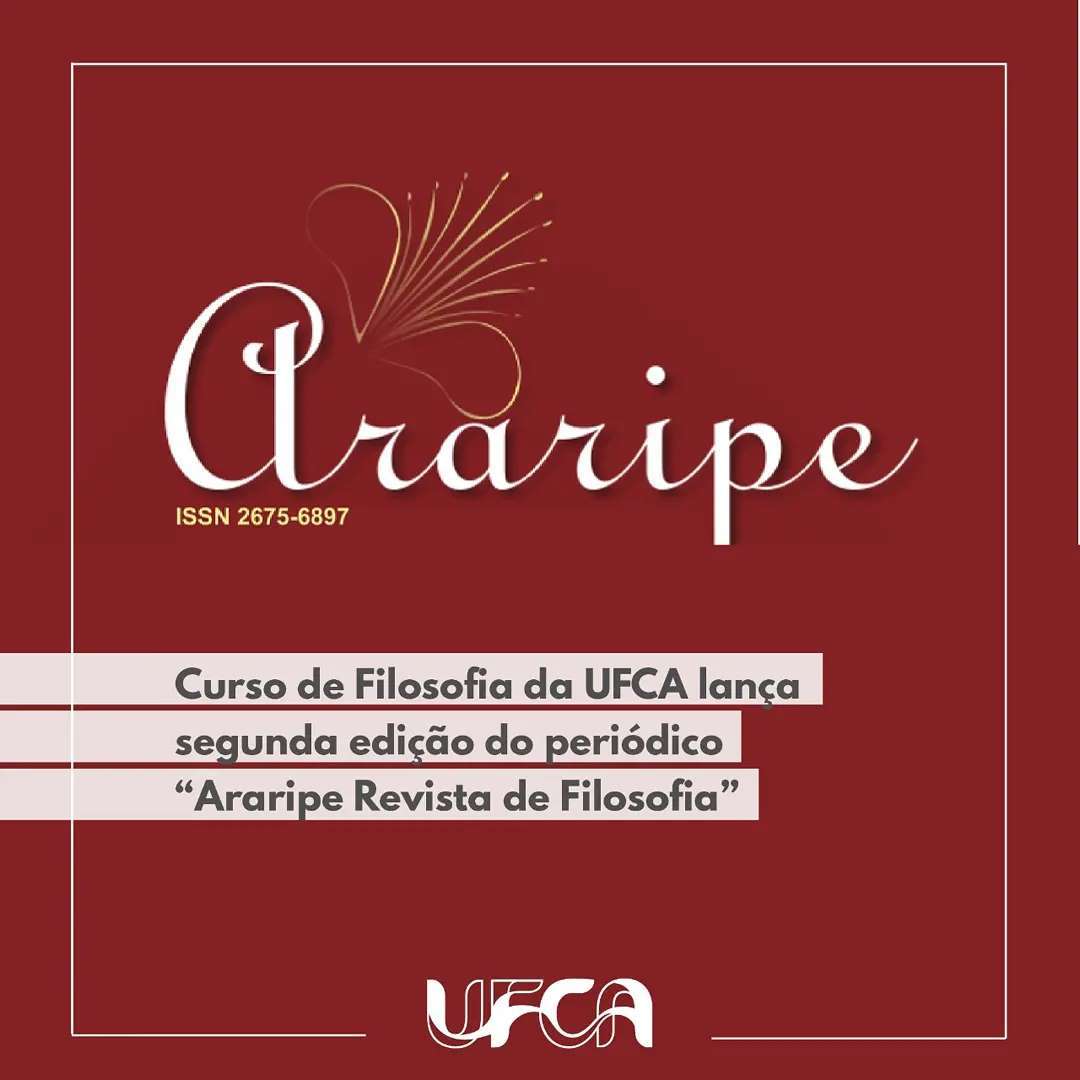 Araripe
ISSN 2675-6897
Curso de Filosofia da UFCA lança
segunda edição do periódico
“Araripe Revista de Filosofia”
UFCA